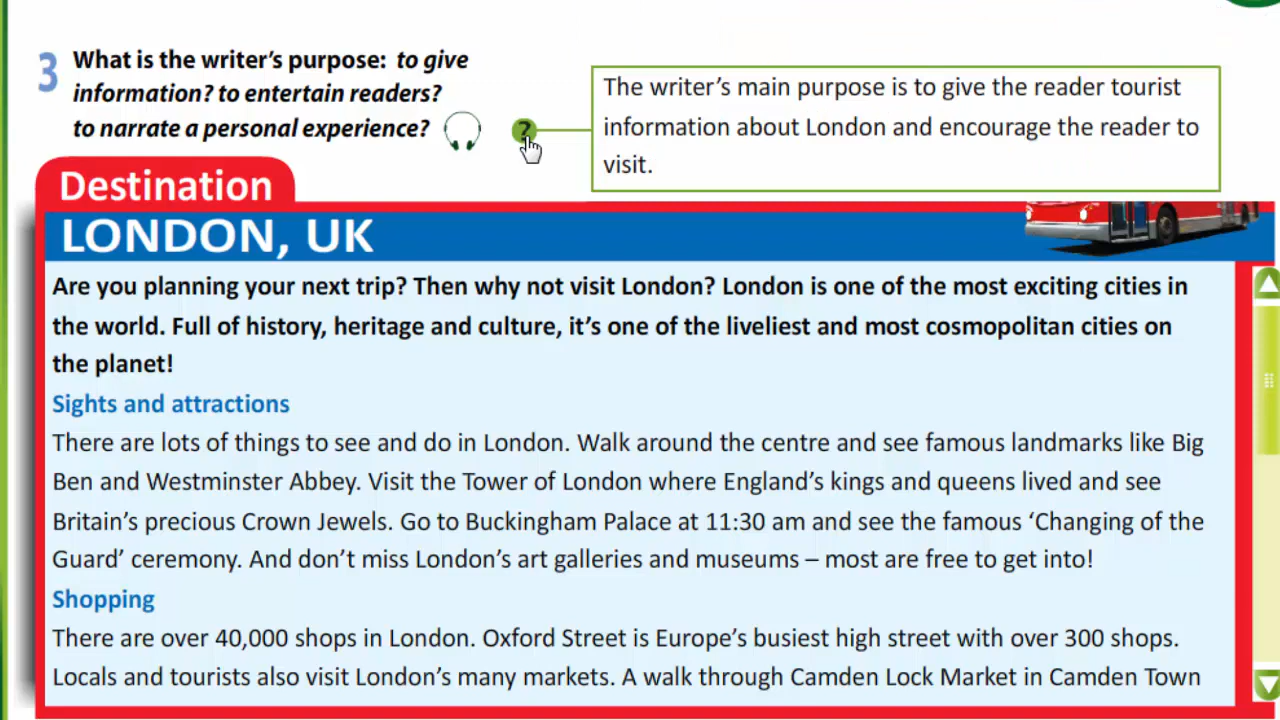 3 What is the writer's purpose: to give
information? to entertain readers?
to narrate a personal experience?
?
The writer's main purpose is to give the reader tourist
information about London and encourage the reader to
visit.
Destination
LONDON, UK
Are you planning your next trip? Then why not visit London? London is one of the most exciting cities in
the world. Full of history, heritage and culture, it's one of the liveliest and most cosmopolitan cities on
the planet!
Sights and attractions
There are lots of things to see and do in London. Walk around the centre and see famous landmarks like Big
Ben and Westminster Abbey. Visit the Tower of London where England's kings and queens lived and see
Britain's precious Crown Jewels. Go to Buckingham Palace at 11:30 am and see the famous 'Changing of the
Guard' ceremony. And don't miss London's art galleries and museums – most are free to get into!
Shopping
There are over 40,000 shops in London. Oxford Street is Europe's busiest high street with over 300 shops.
Locals and tourists also visit London's many markets. A walk through Camden Lock Market in Camden Town